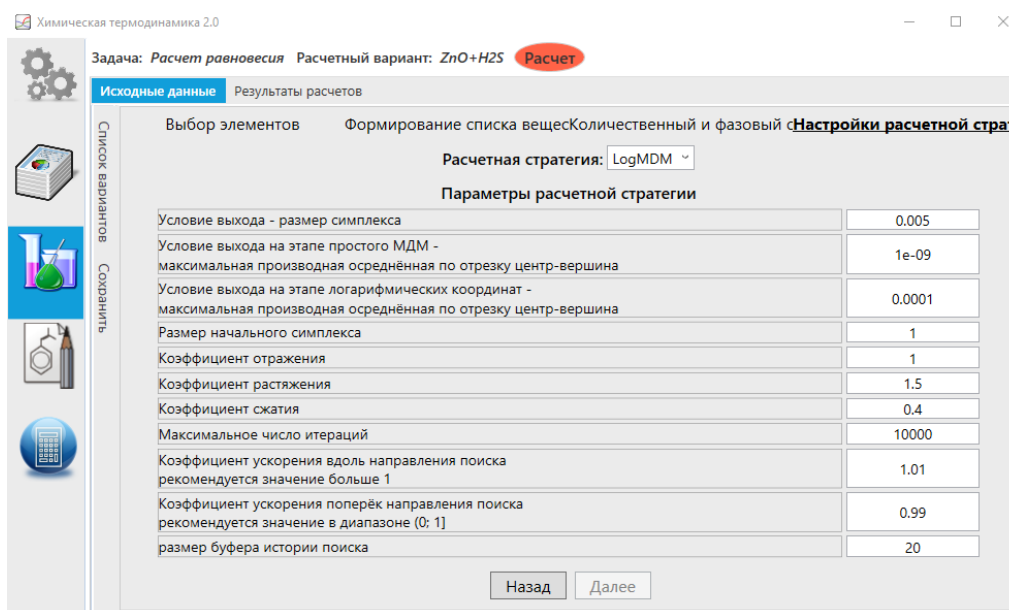 Химическая термодинамика 2.0
Задача: Расчет равновесия Расчетный вариант: ZnO+H2S Расчет
Исходные данные Результаты расчетов
Список вариантов
Сохранить
Выбор элементов Формирование списка вещесКоличественный и фазовый сНастройки расчетной страт
Расчетная стратегия: LogMDM
Параметры расчетной стратегии
Условие выхода - размер симплекса 0.005
Условие выхода на этапе простого МДМ -
максимальная производная осреднённая по отрезку центр-вершина 1e-09
Условие выхода на этапе логарифмических координат -
максимальная производная осреднённая по отрезку центр-вершина 0.0001
Размер начального симплекса 1
Коэффициент отражения 1
Коэффициент растяжения 1.5
Коэффициент сжатия 0.4
Максимальное число итераций 10000
Коэффициент ускорения вдоль направления поиска
рекомендуется значение больше 1 1.01
Коэффициент ускорения поперёк направления поиска
рекомендуется значение в диапазоне (0; 1] 0.99
размер буфера истории поиска 20
Назад Далее